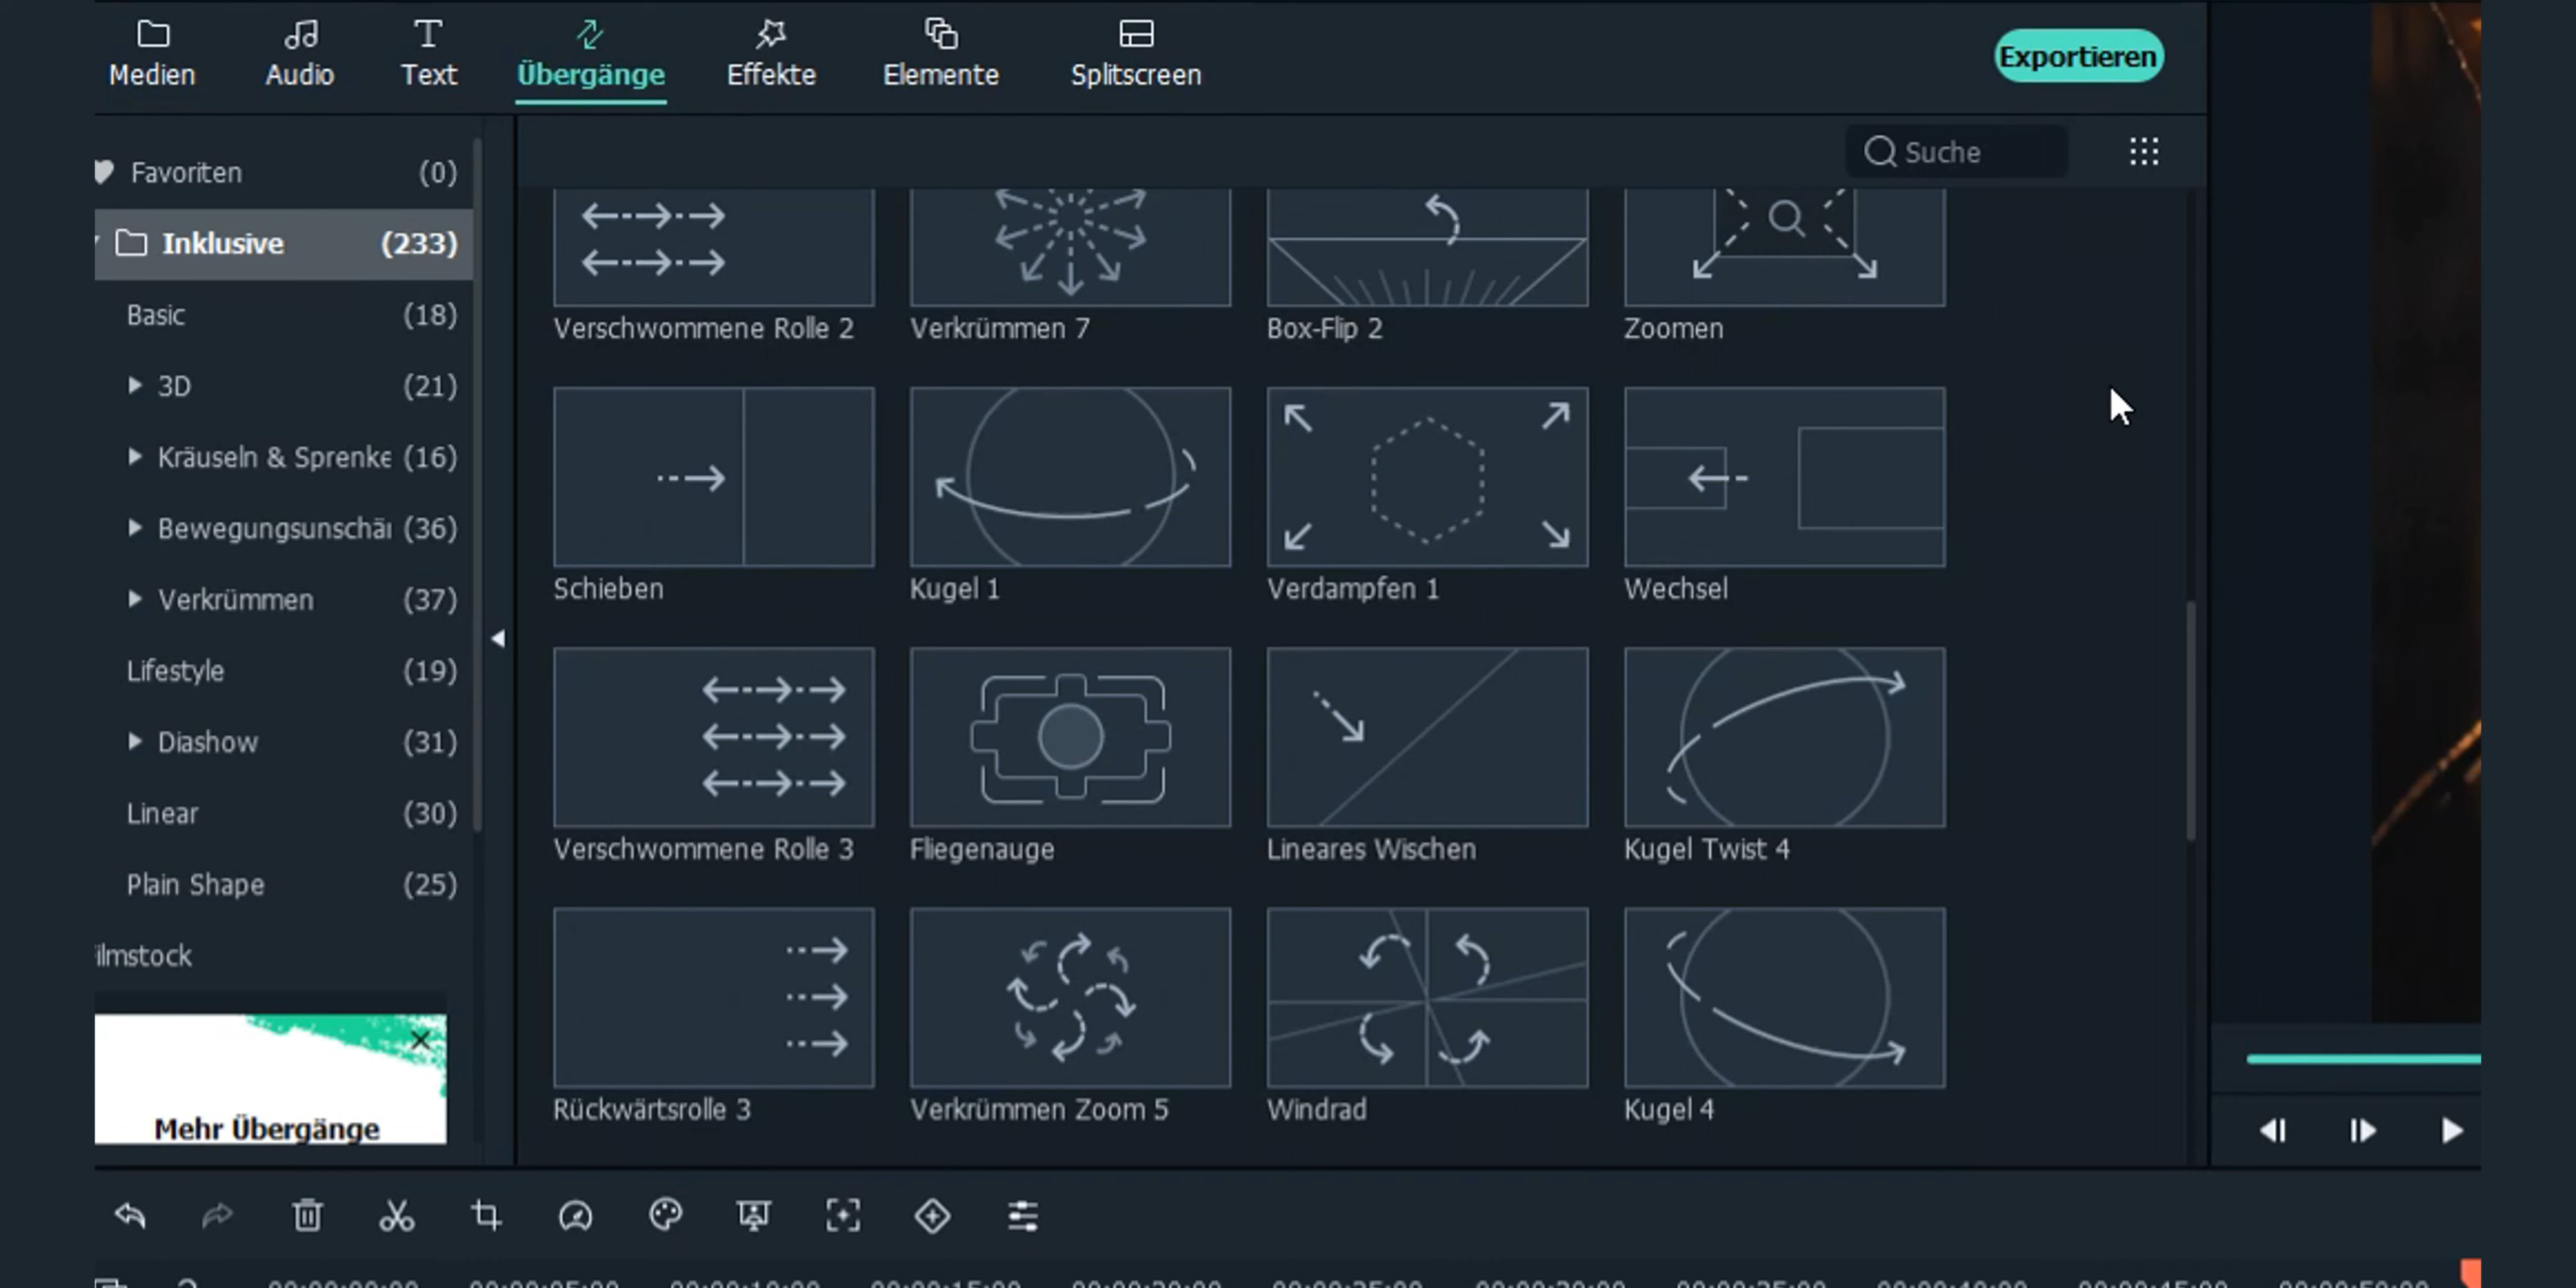 Medien Audio Text Übergänge Effekte Elemente Splitscreen Exportieren
Suche
Favoriten (0)
Inklusive (233)
Basic (18)
3D (21)
Kräuseln & Sprenke (16)
Bewegungsunschär (36)
Verkrümmen (37)
Lifestyle (19)
Diashow (31)
Linear (30)
Plain Shape (25)
ilmstock
Mehr Übergänge
Verschwommene Rolle 2 Verkrümmen 7 Box-Flip 2 Zoomen
Schieben Kugel 1 Verdampfen 1 Wechsel
Verschwommene Rolle 3 Fliegenauge Lineares Wischen Kugel Twist 4
Rückwärtsrolle 3 Verkrümmen Zoom 5 Windrad Kugel 4